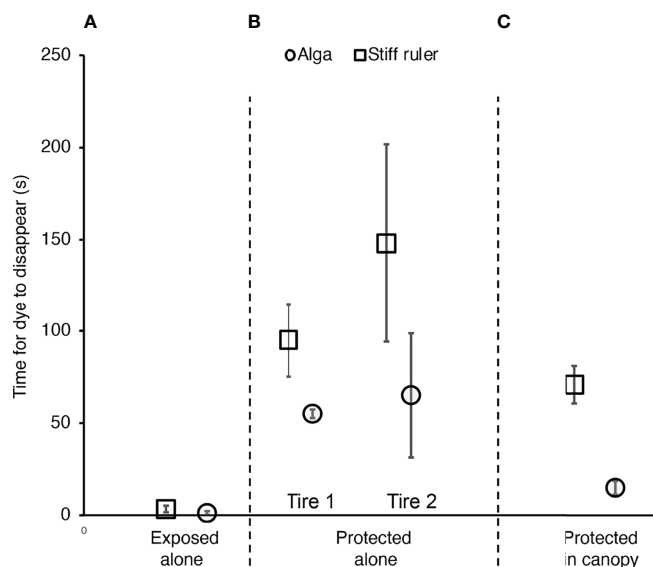 A B C
Alga Stiff ruler
250
200
150
100
50
0
Time for dye to disappear (s)
Tire 1 Tire 2
0
Exposed alone
Protected alone
Protected in canopy